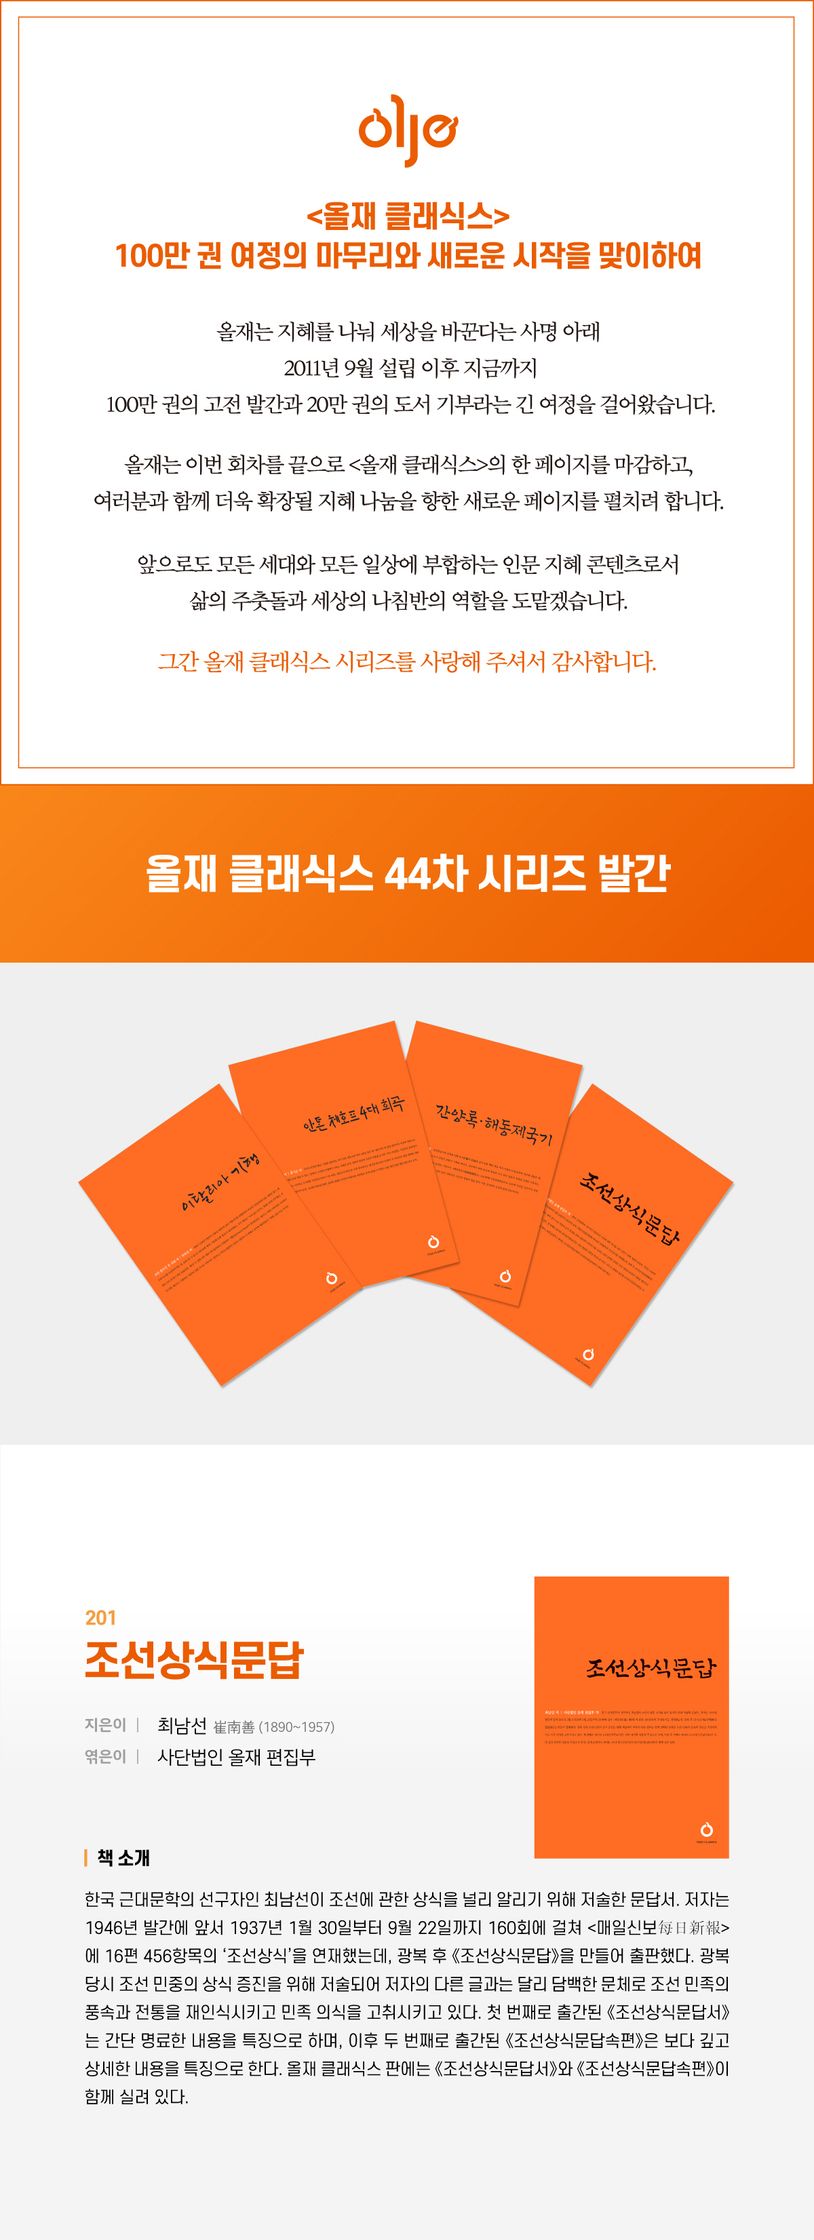 olje
<올재 클래식스>
100만 권 여정의 마무리와 새로운 시작을 맞이하여
올재는 지혜를 나눠 세상을 바꾼다는 사명 아래
2011년 9월 설립 이후 지금까지
100만 권의 고전 발간과 20만 권의 도서 기부라는 긴 여정을 걸어왔습니다.
올재는 이번 회차를 끝으로 <올재 클래식스>의 한 페이지를 마감하고,
여러분과 함께 더욱 확장될 지혜 나눔을 향한 새로운 페이지를 펼치려 합니다.
앞으로도 모든 세대와 모든 일상에 부합하는 인문 지혜 콘텐츠로서
삶의 주춧돌과 세상의 나침반의 역할을 도맡겠습니다.
그간 올재 클래식스 시리즈를 사랑해 주셔서 감사합니다.
올재 클래식스 44차 시리즈 발간
이탈리아 기행
안톤 체호프 4대 희곡
간양록·해동제국기
조선상식문답
201
조선상식문답
지은이 | 최남선 崔南善 (1890~1957)
엮은이 | 사단법인 올재 편집부
조선상식문답
책 소개
한국 근대문학의 선구자인 최남선이 조선에 관한 상식을 널리 알리기 위해 저술한 문답서. 저자는
1946년 발간에 앞서 1937년 1월 30일부터 9월 22일까지 160회에 걸쳐 <매일신보每日新報>
에 16편 456항목의 ‘조선상식’을 연재했는데, 광복 후 《조선상식문답》을 만들어 출판했다. 광복
당시 조선 민중의 상식 증진을 위해 저술되어 저자의 다른 글과는 달리 담백한 문체로 조선 민족의
풍속과 전통을 재인식시키고 민족 의식을 고취시키고 있다. 첫 번째로 출간된 《조선상식문답서》
는 간단 명료한 내용을 특징으로 하며, 이후 두 번째로 출간된 《조선상식문답속편》은 보다 깊고
상세한 내용을 특징으로 한다. 올재 클래식스 판에는 《조선상식문답서》와 《조선상식문답속편》이
함께 실려 있다.